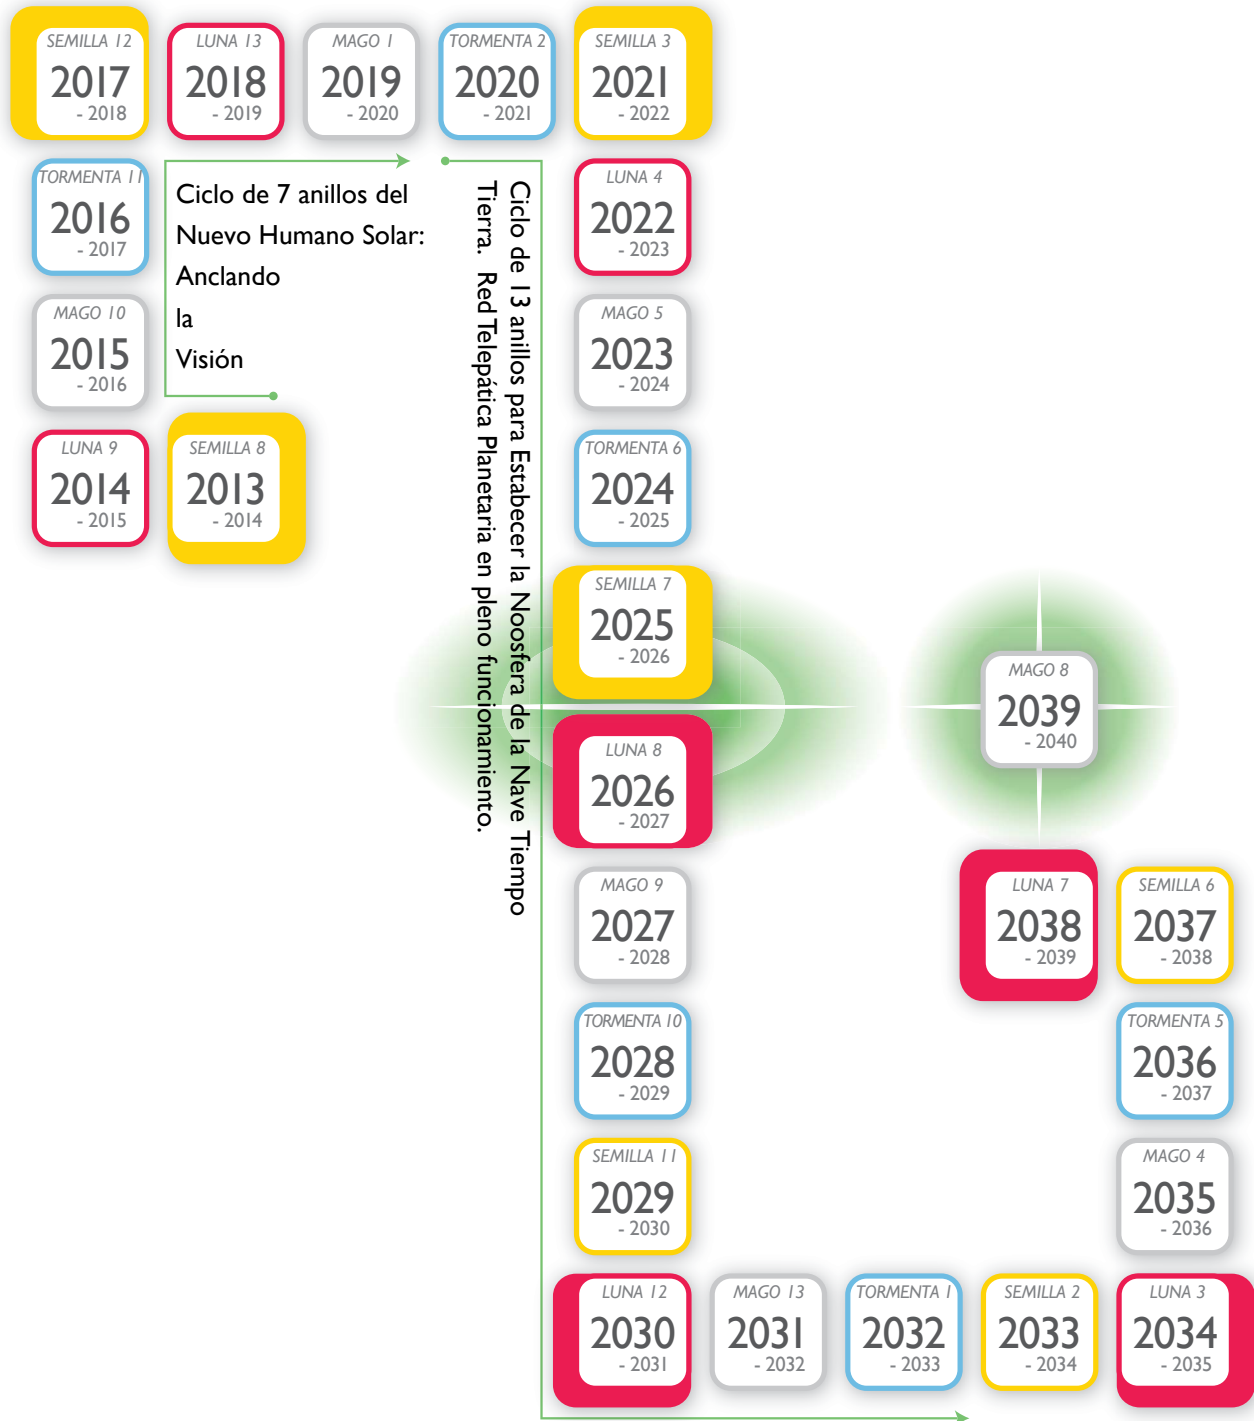 SEMILLA 12
2017
- 2018
LUNA 13
2018
- 2019
MAGO 1
2019
- 2020
TORMENTA 2
2020
- 2021
SEMILLA 3
2021
- 2022
TORMENTA 11
2016
- 2017
MAGO 10
2015
- 2016
LUNA 9
2014
- 2015
SEMILLA 8
2013
- 2014
Ciclo de 7 anillos del
Nuevo Humano Solar:
Anclando
la
Visión
Ciclo de 13 anillos para Estabecer la Noosfera de la Nave Tiempo
Tierra. Red Telepática Planetaria en pleno funcionamiento.
LUNA 4
2022
- 2023
MAGO 5
2023
- 2024
TORMENTA 6
2024
- 2025
SEMILLA 7
2025
- 2026
LUNA 8
2026
- 2027
MAGO 9
2027
- 2028
TORMENTA 10
2028
- 2029
SEMILLA 11
2029
- 2030
LUNA 12
2030
- 2031
MAGO 13
2031
- 2032
TORMENTA 1
2032
- 2033
SEMILLA 2
2033
- 2034
LUNA 3
2034
- 2035
MAGO 4
2035
- 2036
TORMENTA 5
2036
- 2037
SEMILLA 6
2037
- 2038
LUNA 7
2038
- 2039
MAGO 8
2039
- 2040